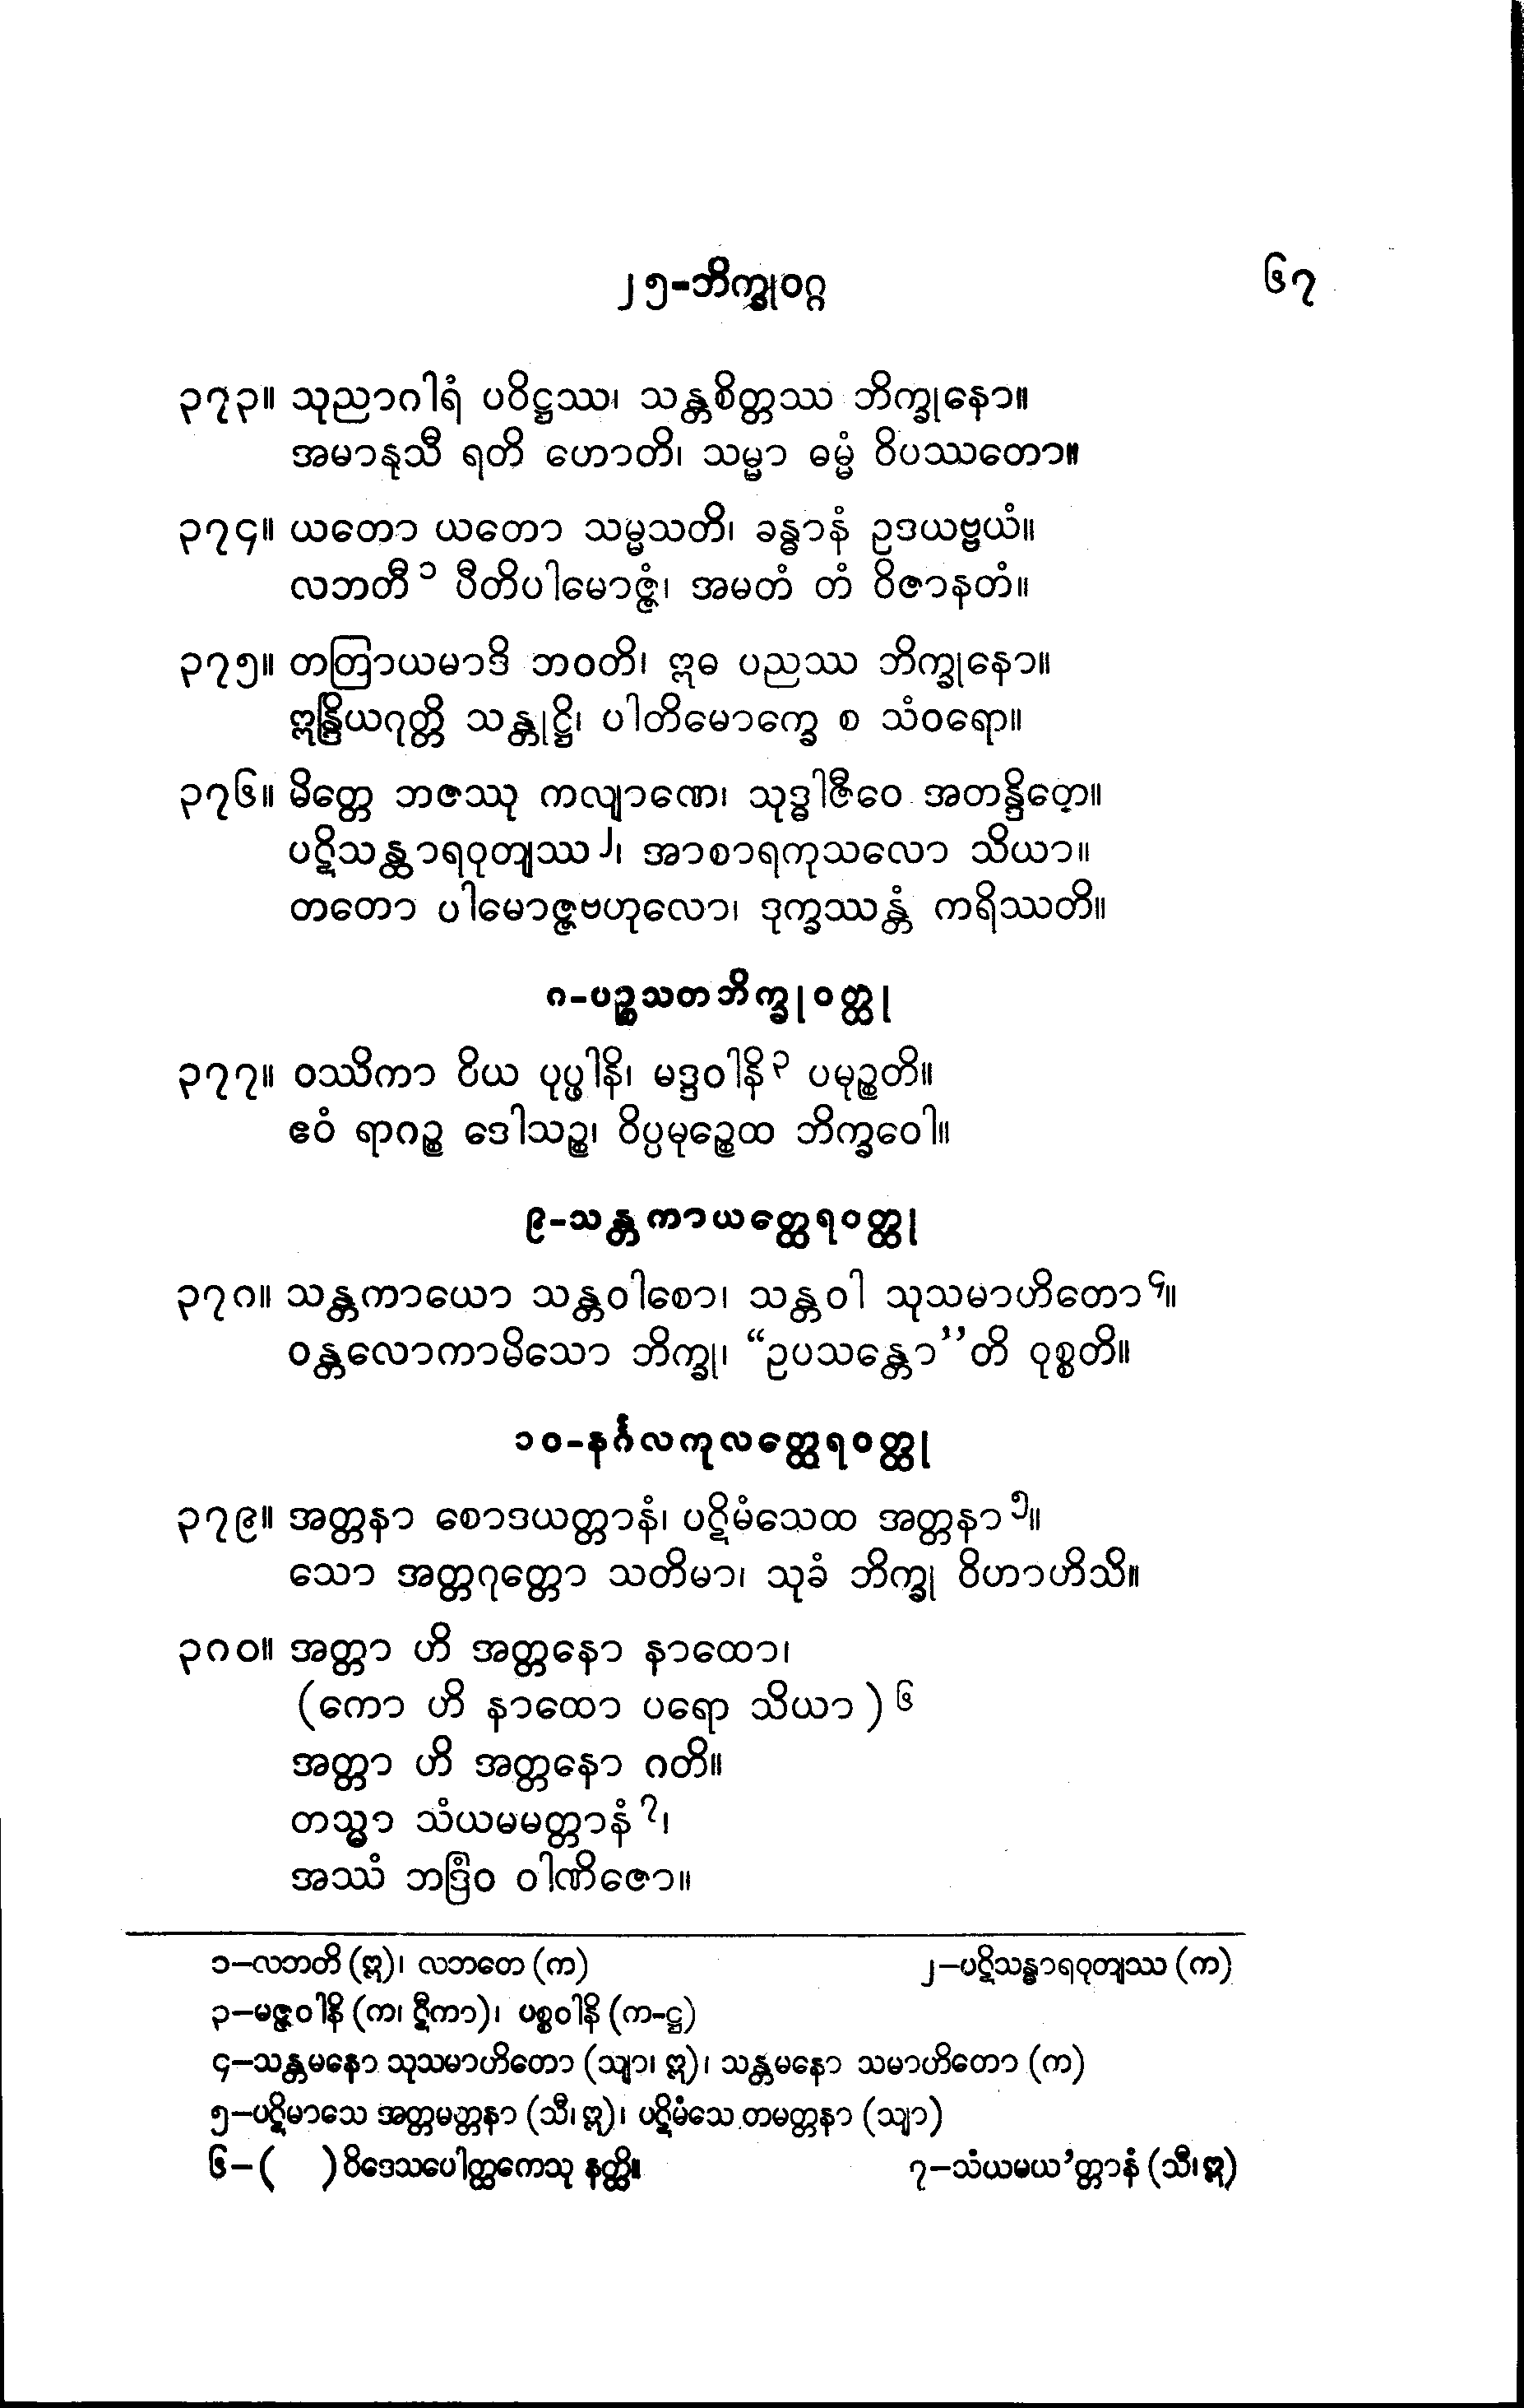 ၂၅-ဘိက္ခုဝဂ္ဂ ၆၇
၃၇၃။ သုညာဂါရံ ပဝိဋ္ဌဿ၊ သန္တစိတ္တဿ ဘိက္ခုနော။
အမာနုသီ ရတိ ဟောတိ၊ သမ္မာ ဓမ္မံ ဝိပဿတော။
၃၇၄။ ယတော ယတော သမ္မသတိ၊ ခန္ဓာနံ ဥဒယဗ္ဗယံ။
လဘတီ ၁ ပီတိပါမောဇ္ဇံ၊ အမတံ တံ ဝိဇာနတံ။
၃၇၅။ တတြာယမာဒိ ဘဝတိ၊ ဣဓ ပညဿ ဘိက္ခုနော။
ဣန္ဒြိယဂုတ္တိ သန္တုဋ္ဌိ၊ ပါတိမောက္ခေ စ သံဝရော။
၃၇၆။ မိတ္တေ ဘဇဿု ကလျာဏေ၊ သုဒ္ဓါဇီဝေ အတန္ဒိတေ။
ပဋိသန္ထာရဝုတျဿ ၂၊ အာစာရကုသလော သိယာ။
တတော ပါမောဇ္ဇဗဟုလော၊ ဒုက္ခဿန္တံ ကရိဿတိ။
၈-ပဉ္စသတဘိက္ခုဝတ္ထု
၃၇၇။ ဝဿိကာ ဝိယ ပုပ္ဖါနိ၊ မဒ္ဒဝါနိ ၃ ပမုဉ္စတိ။
ဧဝံ ရာဂဉ္စ ဒေါသဉ္စ၊ ဝိပ္ပမုဉ္စေထ ဘိက္ခဝေါ။
၉-သန္တကာယတ္ထေရဝတ္ထု
၃၇၈။ သန္တကာယော သန္တဝါစော၊ သန္တဝါ သုသမာဟိတော ၄။
ဝန္တလောကာမိသော ဘိက္ခု၊ “ဥပသန္တော”တိ ဝုစ္စတိ။
၁၀-နင်္ဂလကုလတ္ထေရဝတ္ထု
၃၇၉။ အတ္တနာ စောဒယတ္တာနံ၊ ပဋိမံသေထ အတ္တနာ ၅။
သော အတ္တဂုတ္တော သတိမာ၊ သုခံ ဘိက္ခု ဝိဟာဟိသိ။
၃၈၀။ အတ္တာ ဟိ အတ္တနော နာထော၊
(ကော ဟိ နာထော ပရော သိယာ) ၆
အတ္တာ ဟိ အတ္တနော ဂတိ။
တသ္မာ သံယမမတ္တာနံ ၇၊
အဿံ ဘဒြံဝ ဝါဏိဇော။
၁—လဘတိ (ဣ)၊ လဘတေ (က) ၂—ပဋိသန္ဓာရဝုတျဿ (က)
၃—မဇ္ဇဝါနိ (က၊ ဋီကာ)၊ ပစ္စဝါနိ (က-ဋ္ဌ)
၄—သန္တမနော သုသမာဟိတော (သျာ၊ ဣ)၊ သန္တမနော သမာဟိတော (က)
၅—ပဋိမာသေ အတ္တမတ္တနာ (သီ၊ ဣ)၊ ပဋိမံသေ တမတ္တနာ (သျာ)
၆—( ) ဝိဒေသပေါတ္ထကေသု နတ္ထိ။ ၇—သံယမယ’တ္တာနံ (သီ၊ ဣ)